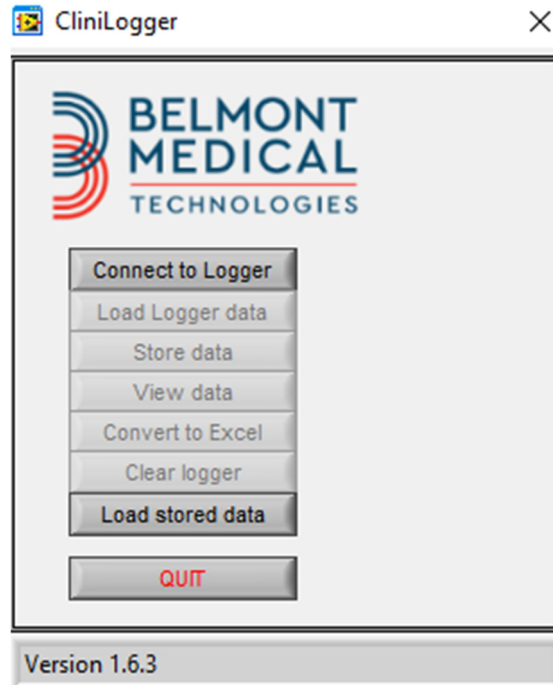 CliniLogger
BELMONT
MEDICAL
TECHNOLOGIES
Connect to Logger
Load Logger data
Store data
View data
Convert to Excel
Clear logger
Load stored data
QUIT
Version 1.6.3